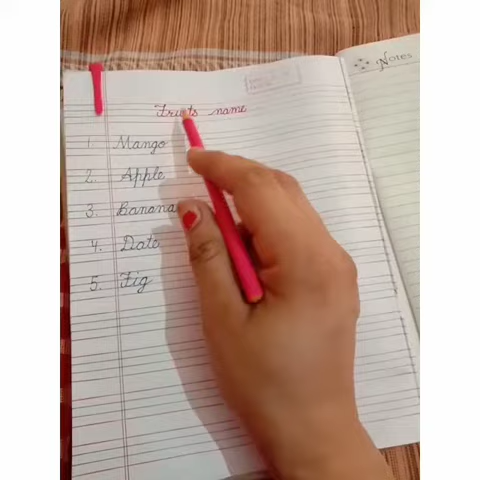 Notes
Fruits name
1. Mango
2. Apple
3. Banana
4. Date
5. Fig